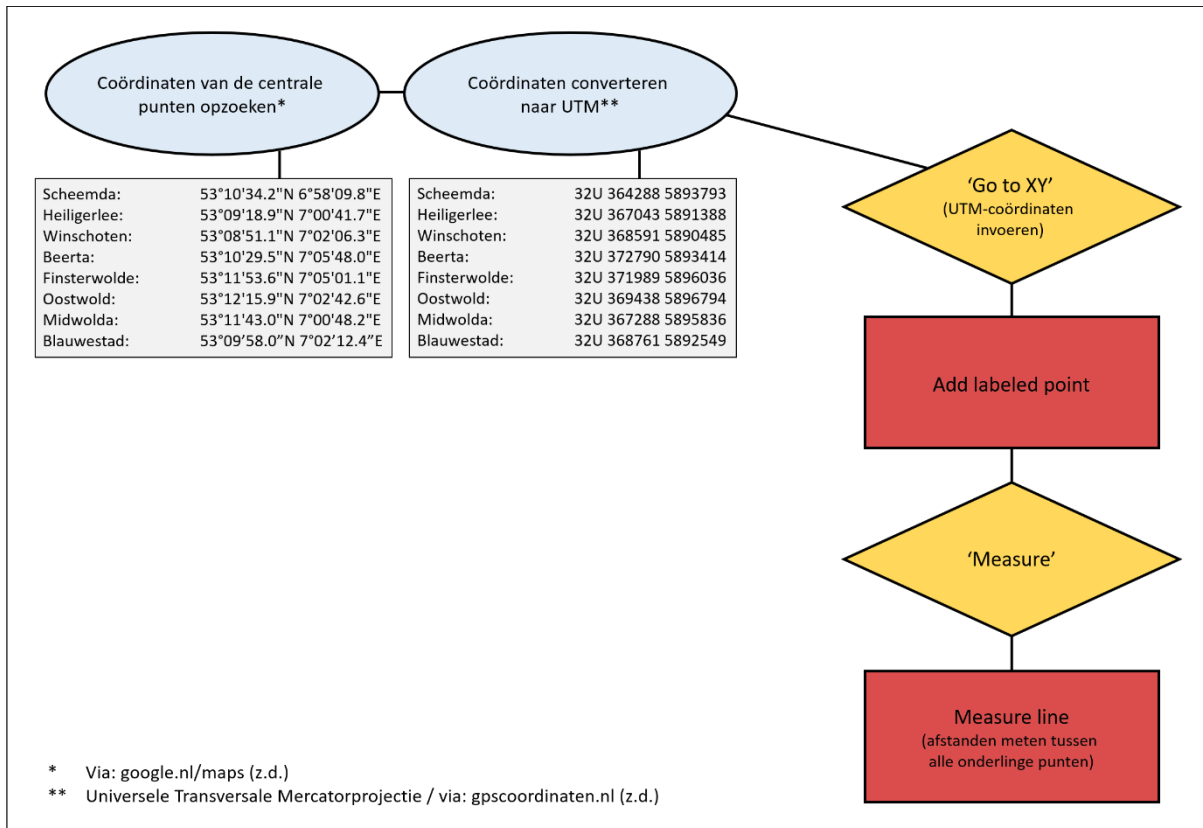 Coördinaten van de centrale
punten opzoeken*
Coördinaten converteren
naar UTM**
Scheemda: 53°10'34.2"N 6°58'09.8"E
Heiligerlee: 53°09'18.9"N 7°00'41.7"E
Winschoten: 53°08'51.1"N 7°02'06.3"E
Beerta: 53°10'29.5"N 7°05'48.0"E
Finsterwolde: 53°11'53.6"N 7°05'01.1"E
Oostwold: 53°12'15.9"N 7°02'42.6"E
Midwolda: 53°11'43.0"N 7°00'48.2"E
Blauwestad: 53°09’58.0”N 7°02’12.4”E
Scheemda: 32U 364288 5893793
Heiligerlee: 32U 367043 5891388
Winschoten: 32U 368591 5890485
Beerta: 32U 372790 5893414
Finsterwolde: 32U 371989 5896036
Oostwold: 32U 369438 5896794
Midwolda: 32U 367288 5895836
Blauwestad: 32U 368761 5892549
‘Go to XY’
(UTM-coördinaten
invoeren)
Add labeled point
‘Measure’
Measure line
(afstanden meten tussen
alle onderlinge punten)
* Via: google.nl/maps (z.d.)
** Universele Transversale Mercatorprojectie / via: gpscoordinaten.nl (z.d.)